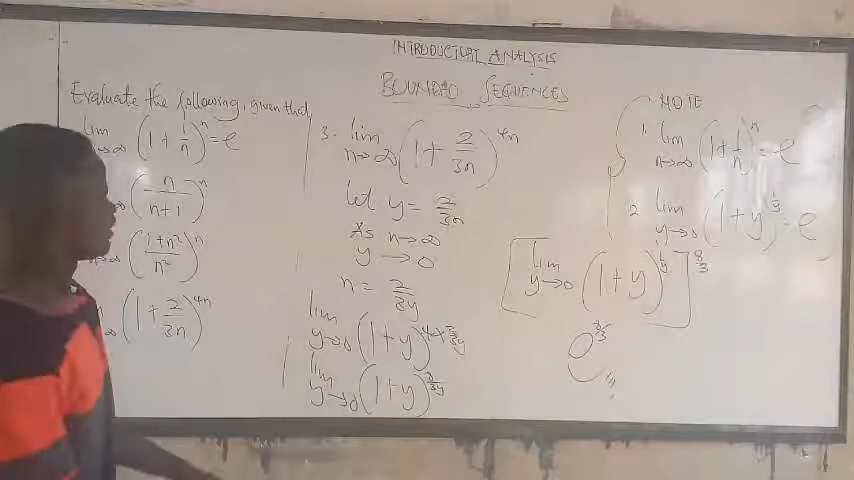 INTRODUCTORY ANALYSIS
BOUNDED SEQUENCES
Evaluate the following, given that
lim n→∞ (1 + 1/n)^n = e
(n/(n+1))^n
((1+n²)/n²)^n
(1 + 2/3n)^4n
3. lim n→∞ (1 + 2/3n)^4n
let y = 2/3n
As n→∞
y → 0
n = 2/3y
lim y→0 (1+y)^4×2/3y
lim y→0 (1+y)^8/3y
NOTE
1. lim n→∞ (1+1/n)^n = e
2 lim y→0 (1+y)^1/y = e
[lim y→0 (1+y)^1/y]^8/3
e^8/3